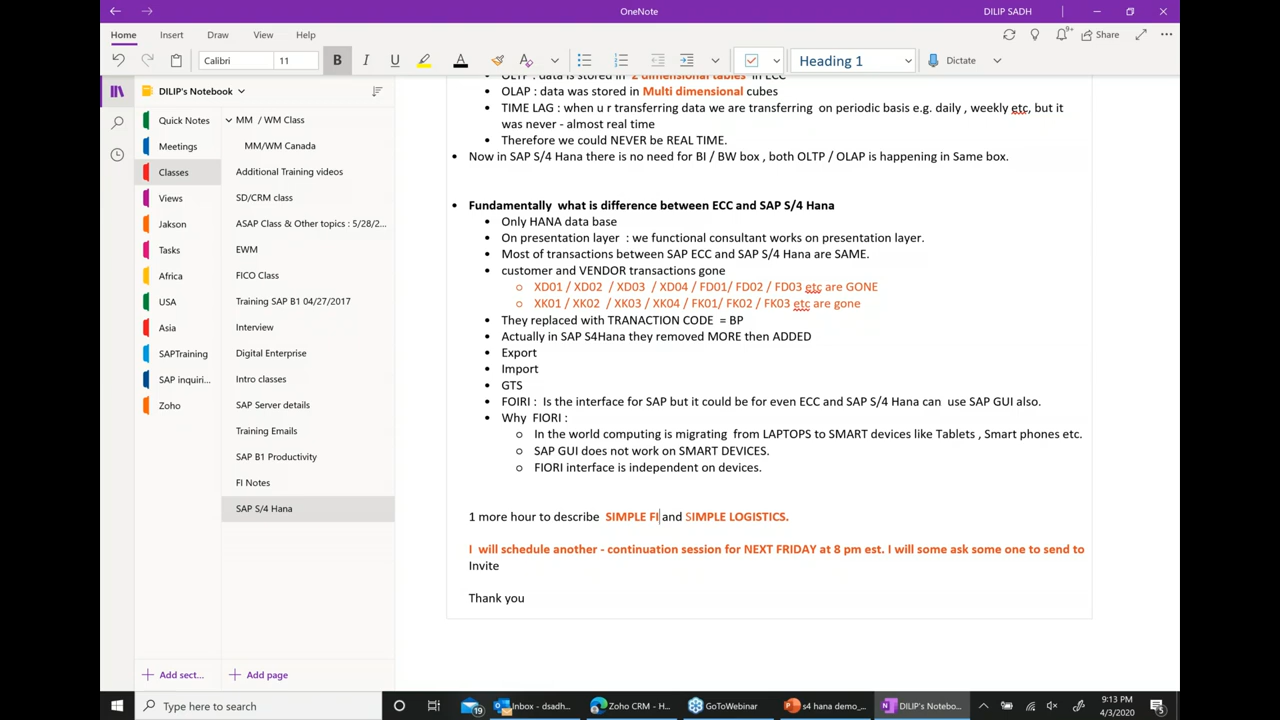 OneNote
DILIP SADH
Home
Insert
Draw
View
Help
9+
Share
Calibri
11
B
I
U
A
Heading 1
Dictate
DILIP's Notebook
Quick Notes
Meetings
Classes
Views
Jakson
Tasks
Africa
USA
Asia
SAPTraining
SAP inquiri...
Zoho
Add sect...
MM / WM Class
MM/WM Canada
Additional Training videos
SD/CRM class
ASAP Class & Other topics : 5/28/2...
EWM
FICO Class
Training SAP B1 04/27/2017
Interview
Digital Enterprise
Intro classes
SAP Server details
Training Emails
SAP B1 Productivity
FI Notes
SAP S/4 Hana
Add page
OLTP : data is stored in 2 dimensional tables in ECC
OLAP : data was stored in Multi dimensional cubes
TIME LAG : when u r transferring data we are transferring on periodic basis e.g. daily , weekly etc, but it
was never - almost real time
Therefore we could NEVER be REAL TIME.
Now in SAP S/4 Hana there is no need for BI / BW box , both OLTP / OLAP is happening in Same box.
Fundamentally what is difference between ECC and SAP S/4 Hana
Only HANA data base
On presentation layer : we functional consultant works on presentation layer.
Most of transactions between SAP ECC and SAP S/4 Hana are SAME.
customer and VENDOR transactions gone
XD01 / XD02 / XD03 / XD04 / FD01/ FD02 / FD03 etc are GONE
XK01 / XK02 / XK03 / XK04 / FK01/ FK02 / FK03 etc are gone
They replaced with TRANACTION CODE = BP
Actually in SAP S4Hana they removed MORE then ADDED
Export
Import
GTS
FOIRI : Is the interface for SAP but it could be for even ECC and SAP S/4 Hana can use SAP GUI also.
Why FIORI :
In the world computing is migrating from LAPTOPS to SMART devices like Tablets , Smart phones etc.
SAP GUI does not work on SMART DEVICES.
FIORI interface is independent on devices.
1 more hour to describe SIMPLE FI and SIMPLE LOGISTICS.
I will schedule another - continuation session for NEXT FRIDAY at 8 pm est. I will some ask some one to send to
Invite
Thank you
Type here to search
19
Inbox - dsadh...
Zoho CRM - H...
GoToWebinar
s4 hana demo_...
DILIP's Notebo...
9:13 PM
4/3/2020
5